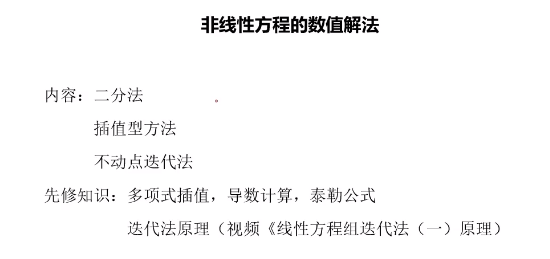 非线性方程的数值解法
内容：二分法
插值型方法
不动点迭代法
先修知识：多项式插值，导数计算，泰勒公式
迭代法原理（视频《线性方程组迭代法（一）原理）